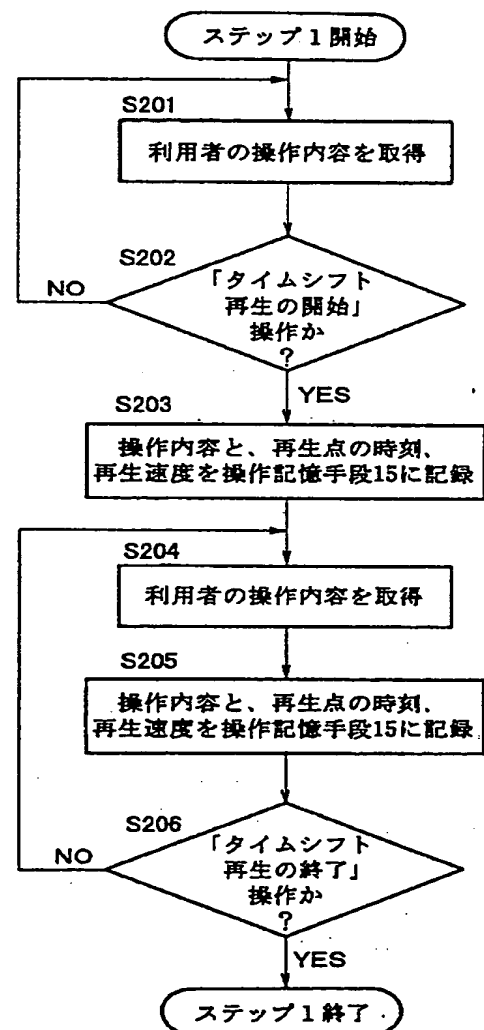 ステップ1開始
S201
利用者の操作内容を取得
S202
「タイムシフト
再生の開始」
操作か
?
NO
YES
S203
操作内容と、再生点の時刻、
再生速度を操作記憶手段15に記録
S204
利用者の操作内容を取得
S205
操作内容と、再生点の時刻、
再生速度を操作記憶手段15に記録
S206
「タイムシフト
再生の終了」
操作か
?
NO
YES
ステップ1終了